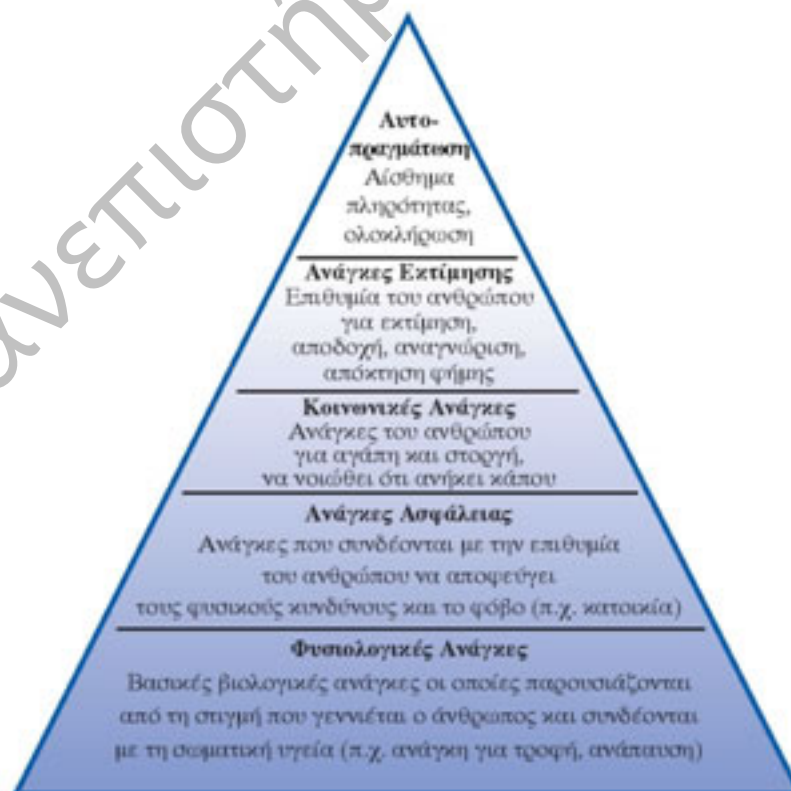 ανεπιστήμ
Αυτο-
πραγμάτωση
Αίσθημα
πληρότητας,
ολοκλήρωση
Ανάγκες Εκτίμησης
Επιθυμία του ανθρώπου
για εκτίμηση,
αποδοχή, αναγνώριση,
απόκτηση φήμης
Κοινωνικές Ανάγκες
Ανάγκες του ανθρώπου
για αγάπη και στοργή,
να νοιώθει ότι ανήκει κάπου
Ανάγκες Ασφάλειας
Ανάγκες που συνδέονται με την επιθυμία
του ανθρώπου να αποφεύγει
τους φυσικούς κινδύνους και το φόβο (π.χ. κατοικία)
Φυσιολογικές Ανάγκες
Βασικές βιολογικές ανάγκες οι οποίες παρουσιάζονται
από τη στιγμή που γεννιέται ο άνθρωπος και συνδέονται
με τη σωματική υγεία (π.χ. ανάγκη για τροφή, ανάπαυση)